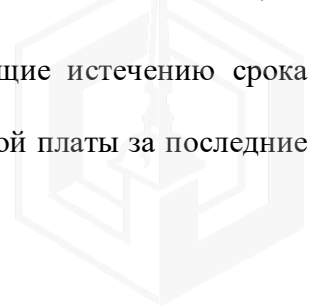 щие истечению срока
ой платы за последние